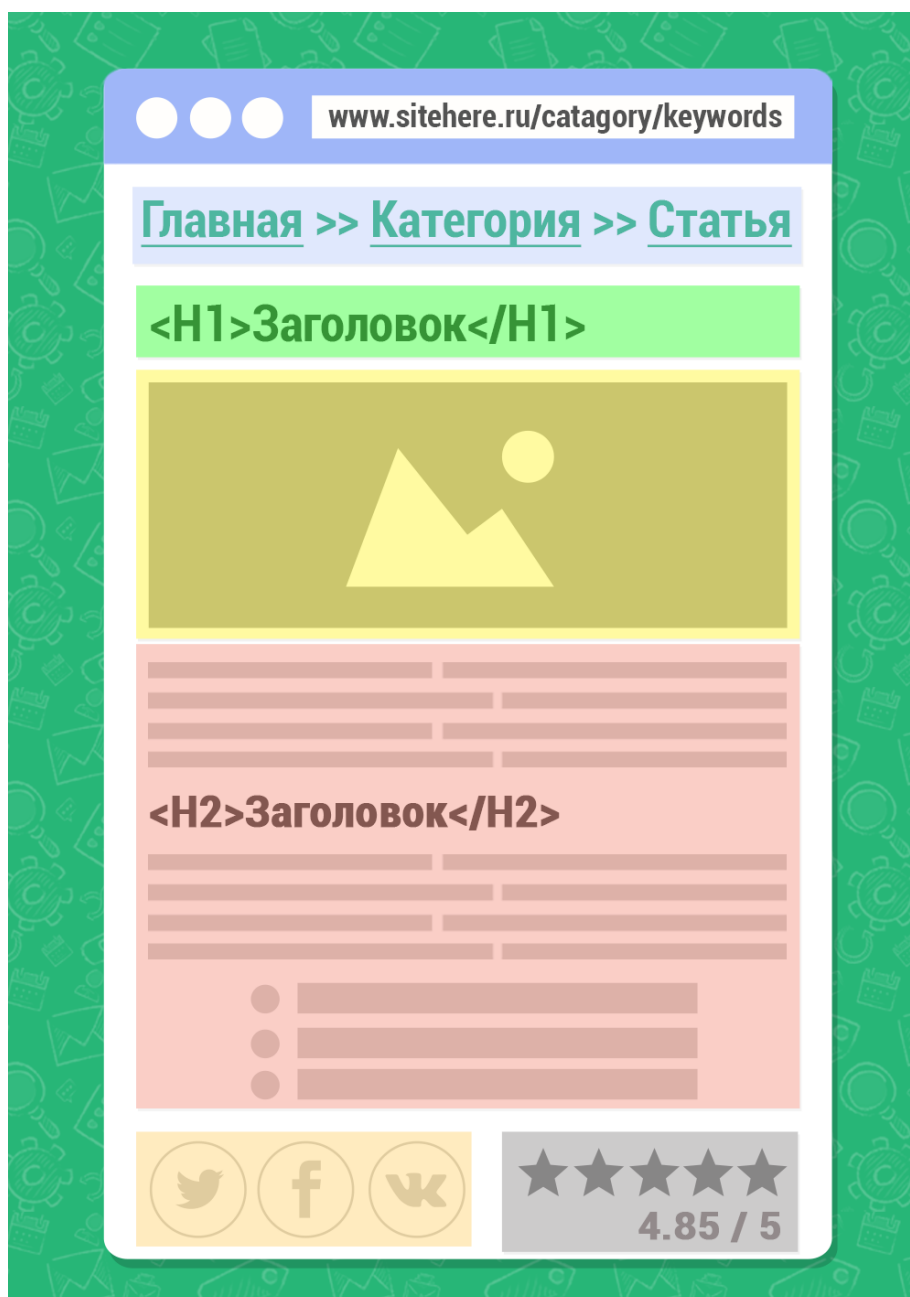 www.sitehere.ru/catagory/keywords
Главная >> Категория >> Статья
<H1>Заголовок</H1>
<H2>Заголовок</H2>
4.85 / 5